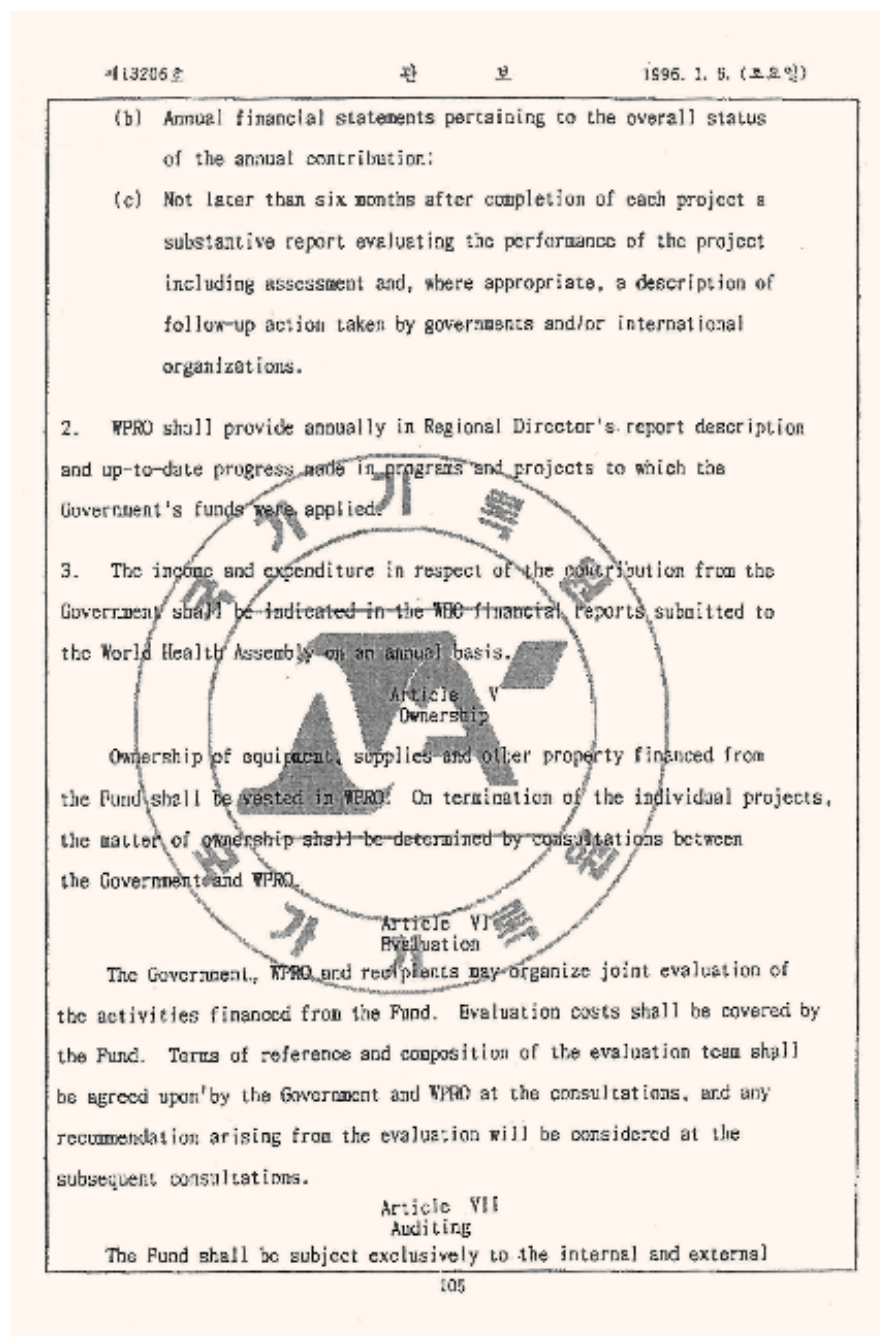 제13206호 관 보 1996. 1. 6. (토요일)
(b) Annual financial statements pertaining to the overall status
of the annual contribution;
(c) Not later than six months after completion of each project a
substantive report evaluating the performance of the project
including assessment and, where appropriate, a description of
follow-up action taken by governments and/or international
organizations.
2. WPRO shall provide annually in Regional Director's report description
and up-to-date progress made in programs and projects to which the
Government's funds were applied.
3. The income and expenditure in respect of the contribution from the
Government shall be indicated in the WHO financial reports submitted to
the World Health Assembly on an annual basis.
Article V
Ownership
Ownership of equipment, supplies and other property financed from
the Fund shall be vested in WPRO. On termination of the individual projects,
the matter of ownership shall be determined by consultations between
the Government and WPRO.
Article VI
Evaluation
The Government, WPRO and recipients may organize joint evaluation of
the activities financed from the Fund. Evaluation costs shall be covered by
the Fund. Terms of reference and composition of the evaluation team shall
be agreed upon by the Government and WPRO at the consultations, and any
recommendation arising from the evaluation will be considered at the
subsequent consultations.
Article VII
Auditing
The Fund shall be subject exclusively to the internal and external
105